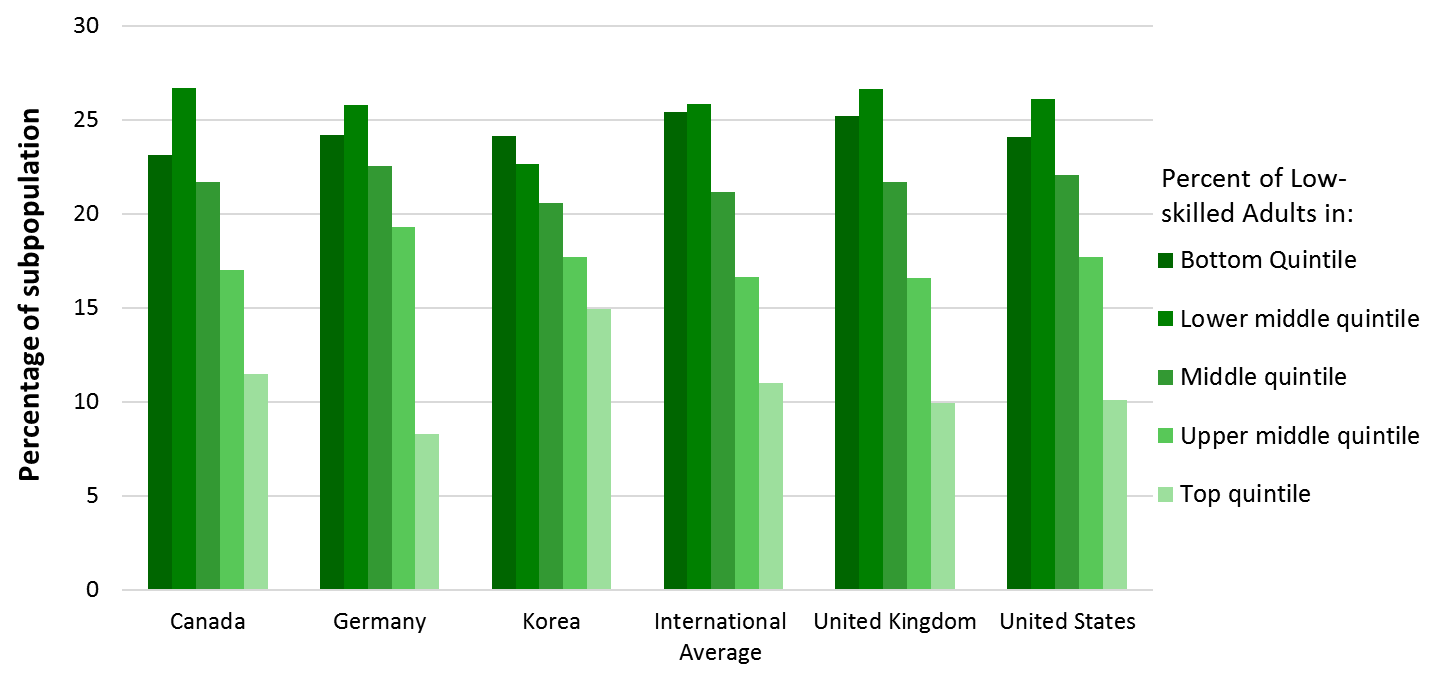 30
25
20
15
10
5
0
Percentage of subpopulation
Canada
Germany
Korea
International
Average
United Kingdom
United States
Percent of Low-
skilled Adults in:
Bottom Quintile
Lower middle quintile
Middle quintile
Upper middle quintile
Top quintile